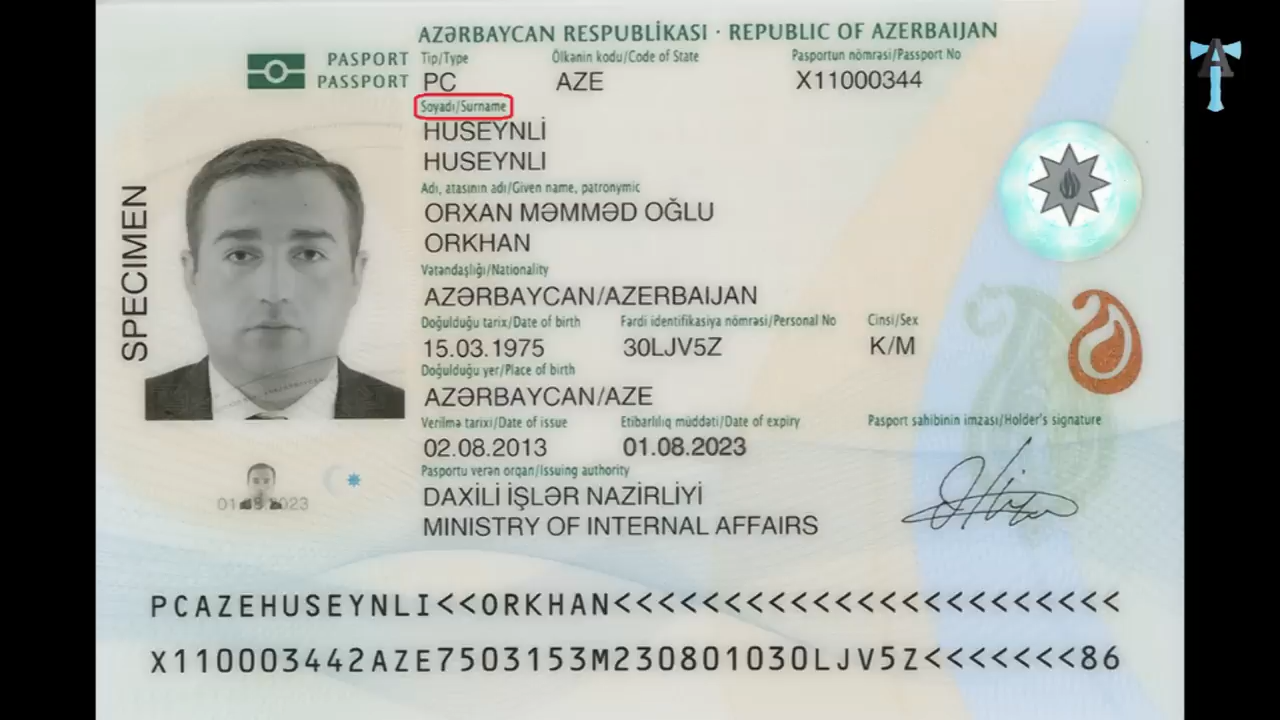 AZƏRBAYCAN RESPUBLİKASI · REPUBLIC OF AZERBAIJAN
PASPORT
PASSPORT
Tip/Type
Ölkənin kodu/Code of State
Pasportun nömrəsi/Passport No
PC
AZE
X11000344
Soyadı/Surname
HUSEYNLİ
HUSEYNLI
Adı, atasının adı/Given name, patronymic
ORXAN MƏMMƏD OĞLU
ORKHAN
Vətəndaşlığı/Nationality
AZƏRBAYCAN/AZERBAIJAN
Doğulduğu tarix/Date of birth
Fərdi identifikasiya nömrəsi/Personal No
Cinsi/Sex
15.03.1975
30LJV5Z
K/M
Doğulduğu yer/Place of birth
AZƏRBAYCAN/AZE
Verilmə tarixi/Date of issue
Etibarlılıq müddəti/Date of expiry
Pasport sahibinin imzası/Holder's signature
02.08.2013
01.08.2023
Pasportu verən orqan/Issuing authority
DAXİLİ İŞLƏR NAZİRLİYİ
MINISTRY OF INTERNAL AFFAIRS
SPECIMEN
01.08.2023
PCAZEHUSEYNLI<<ORKHAN<<<<<<<<<<<<<<<<<<<<<<<
X110003442AZE7503153M230801030LJV5Z<<<<<<<86